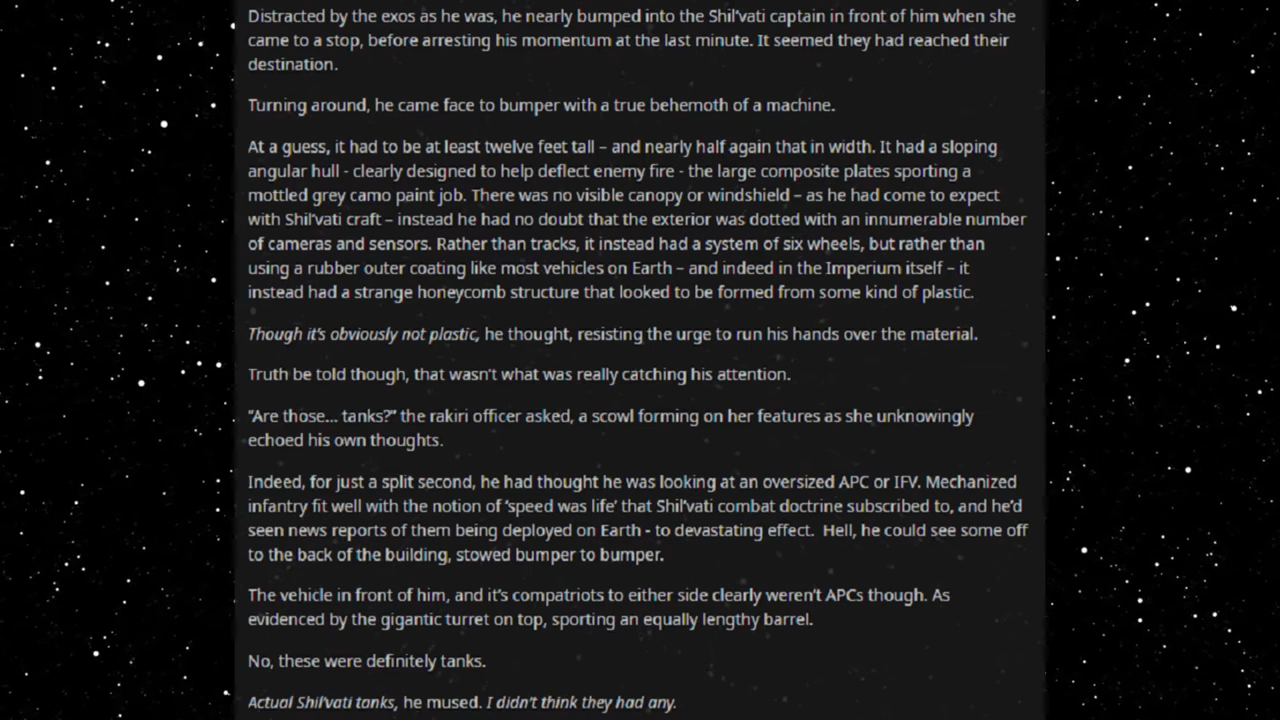 Distracted by the exos as he was, he nearly bumped into the Shil'vati captain in front of him when she
came to a stop, before arresting his momentum at the last minute. It seemed they had reached their
destination.
Turning around, he came face to bumper with a true behemoth of a machine.
At a guess, it had to be at least twelve feet tall – and nearly half again that in width. It had a sloping
angular hull - clearly designed to help deflect enemy fire - the large composite plates sporting a
mottled grey camo paint job. There was no visible canopy or windshield – as he had come to expect
with Shil'vati craft – instead he had no doubt that the exterior was dotted with an innumerable number
of cameras and sensors. Rather than tracks, it instead had a system of six wheels, but rather than
using a rubber outer coating like most vehicles on Earth – and indeed in the Imperium itself – it
instead had a strange honeycomb structure that looked to be formed from some kind of plastic.
Though it's obviously not plastic, he thought, resisting the urge to run his hands over the material.
Truth be told though, that wasn't what was really catching his attention.
“Are those... tanks?” the rakiri officer asked, a scowl forming on her features as she unknowingly
echoed his own thoughts.
Indeed, for just a split second, he had thought he was looking at an oversized APC or IFV. Mechanized
infantry fit well with the notion of ‘speed was life’ that Shil'vati combat doctrine subscribed to, and he'd
seen news reports of them being deployed on Earth - to devastating effect.  Hell, he could see some off
to the back of the building, stowed bumper to bumper.
The vehicle in front of him, and it's compatriots to either side clearly weren't APCs though. As
evidenced by the gigantic turret on top, sporting an equally lengthy barrel.
No, these were definitely tanks.
Actual Shil'vati tanks, he mused. I didn't think they had any.